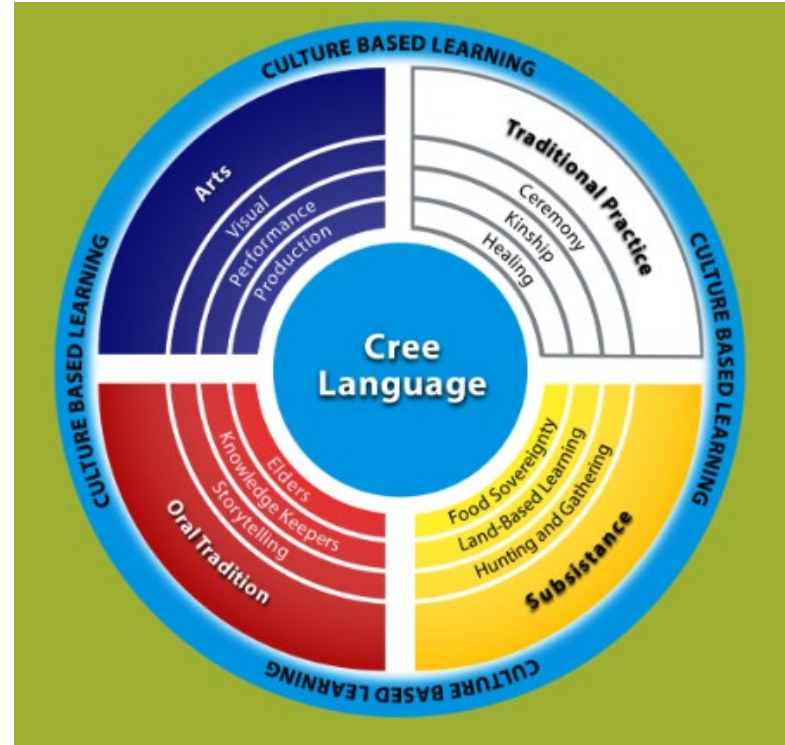 CULTURE BASED LEARNING
Arts
Visual
Performance
Production
Traditional Practice
Ceremony
Kinship
Healing
CULTURE BASED LEARNING
CULTURE BASED LEARNING
Cree
Language
Elders
Knowledge Keepers
Storytelling
Oral Tradition
Food Sovereignty
Land-Based Learning
Hunting and Gathering
Subsistance
CULTURE BASED LEARNING